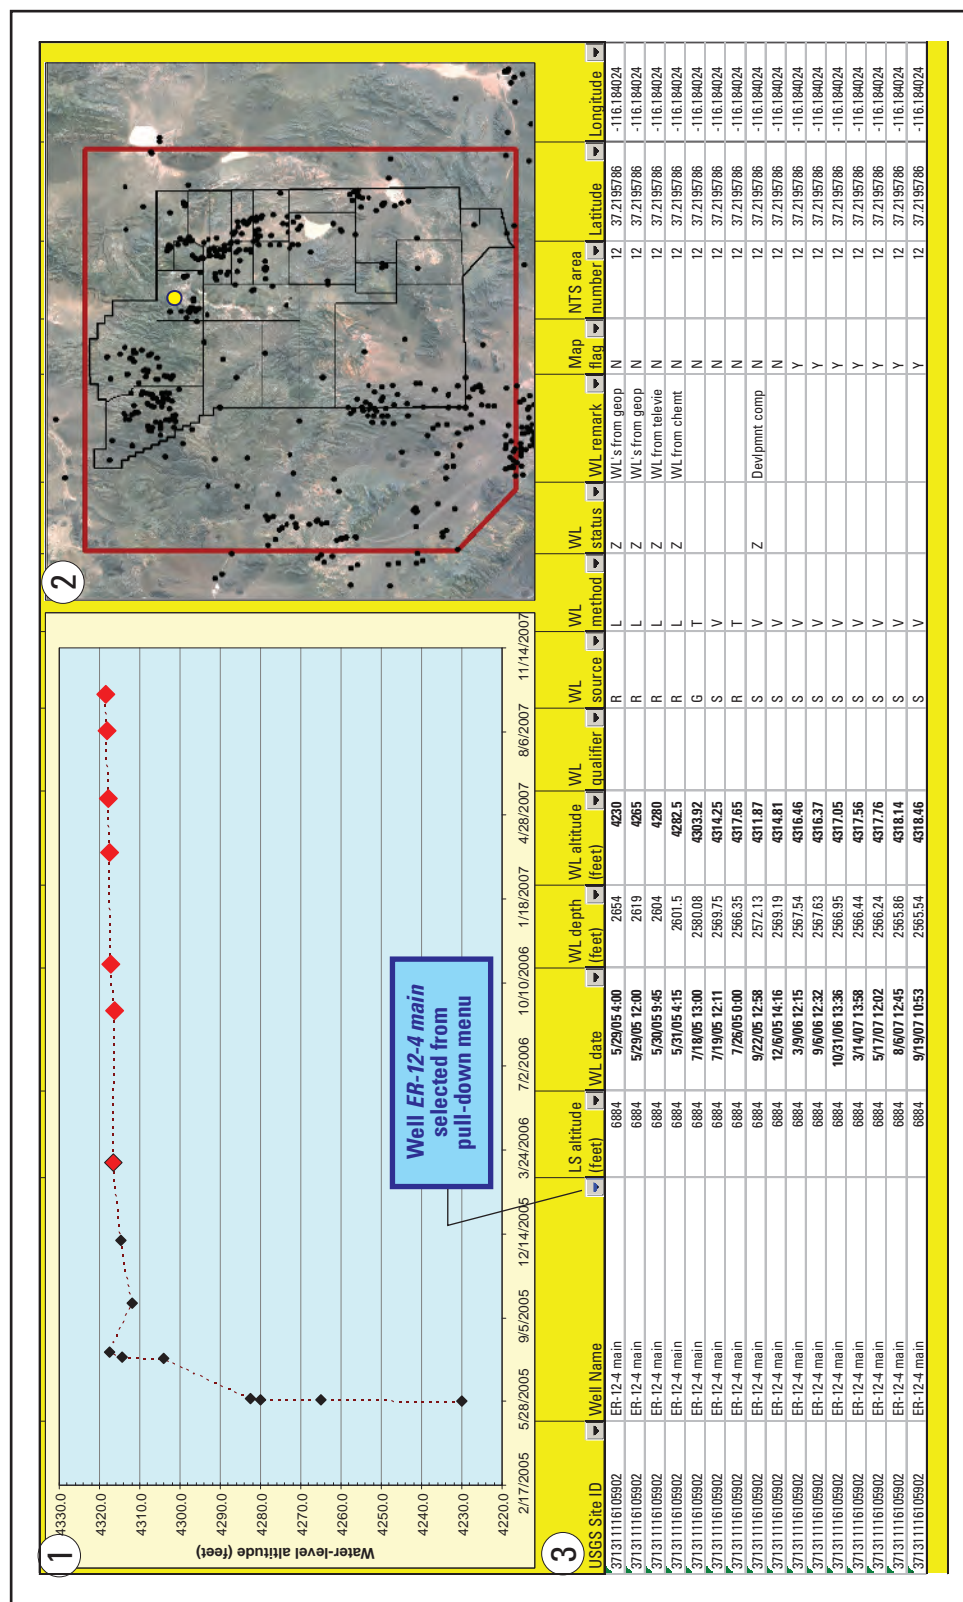 1
Water-level altitude (feet)
4330.0
4320.0
4310.0
4300.0
4290.0
4280.0
4270.0
4260.0
4250.0
4240.0
4230.0
4220.0
2/17/2005 5/28/2005 9/5/2005 12/14/2005 3/24/2006 7/2/2006 10/10/2006 1/18/2007 4/28/2007 8/6/2007 11/14/2007
Well ER-12-4 main
selected from
pull-down menu
2
3
USGS Site ID Well Name LS altitude (feet) WL date WL depth (feet) WL altitude (feet) WL qualifier WL source WL method WL status WL remark Map flag NTS area number Latitude Longitude
371311116105902 ER-12-4 main 6884 5/29/05 4:00 2654 4230 R L Z WL's from geop N 12 37.2195786 -116.184024
371311116105902 ER-12-4 main 6884 5/29/05 12:00 2619 4265 R L Z WL's from geop N 12 37.2195786 -116.184024
371311116105902 ER-12-4 main 6884 5/30/05 9:45 2604 4280 R L Z WL from televie N 12 37.2195786 -116.184024
371311116105902 ER-12-4 main 6884 5/31/05 4:15 2601.5 4282.5 R L Z WL from chemt N 12 37.2195786 -116.184024
371311116105902 ER-12-4 main 6884 7/18/05 13:00 2580.08 4303.92 G T N 12 37.2195786 -116.184024
371311116105902 ER-12-4 main 6884 7/19/05 12:11 2569.75 4314.25 S V N 12 37.2195786 -116.184024
371311116105902 ER-12-4 main 6884 7/26/05 0:00 2566.35 4317.65 R T N 12 37.2195786 -116.184024
371311116105902 ER-12-4 main 6884 9/22/05 12:58 2572.13 4311.87 S V Z Devlpmnt comp N 12 37.2195786 -116.184024
371311116105902 ER-12-4 main 6884 12/6/05 14:16 2569.19 4314.81 S V N 12 37.2195786 -116.184024
371311116105902 ER-12-4 main 6884 3/9/06 12:15 2567.54 4316.46 S V Y 12 37.2195786 -116.184024
371311116105902 ER-12-4 main 6884 9/6/06 12:32 2567.63 4316.37 S V Y 12 37.2195786 -116.184024
371311116105902 ER-12-4 main 6884 10/31/06 13:36 2566.95 4317.05 S V Y 12 37.2195786 -116.184024
371311116105902 ER-12-4 main 6884 3/14/07 13:58 2566.44 4317.56 S V Y 12 37.2195786 -116.184024
371311116105902 ER-12-4 main 6884 5/17/07 12:02 2566.24 4317.76 S V Y 12 37.2195786 -116.184024
371311116105902 ER-12-4 main 6884 8/6/07 12:45 2565.86 4318.14 S V Y 12 37.2195786 -116.184024
371311116105902 ER-12-4 main 6884 9/19/07 10:53 2565.54 4318.46 S V Y 12 37.2195786 -116.184024